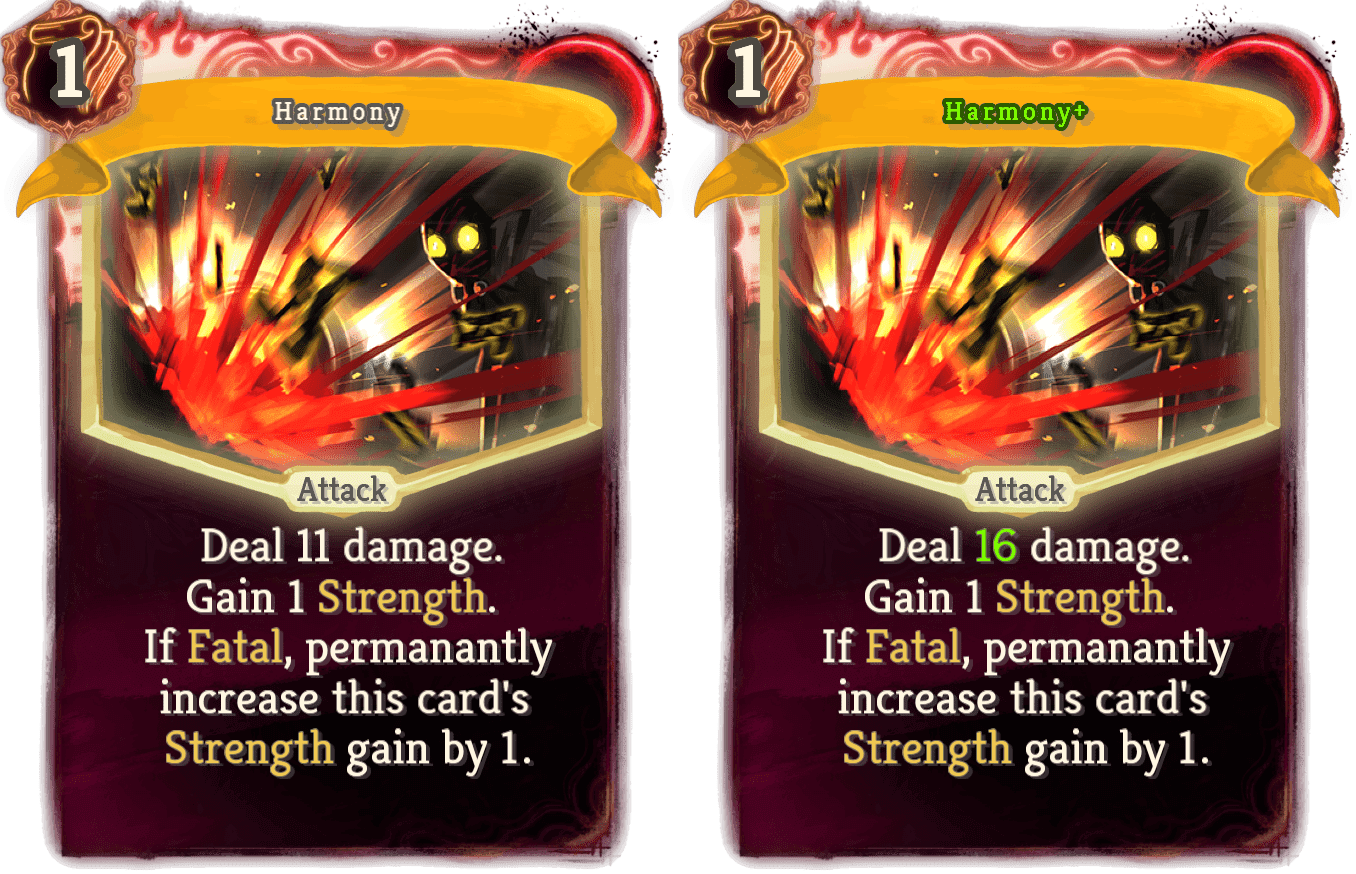 1
Harmony
Attack
Deal 11 damage.
Gain 1 Strength.
If Fatal, permanantly
increase this card's
Strength gain by 1.
1
Harmony+
Attack
Deal 16 damage.
Gain 1 Strength.
If Fatal, permanantly
increase this card's
Strength gain by 1.